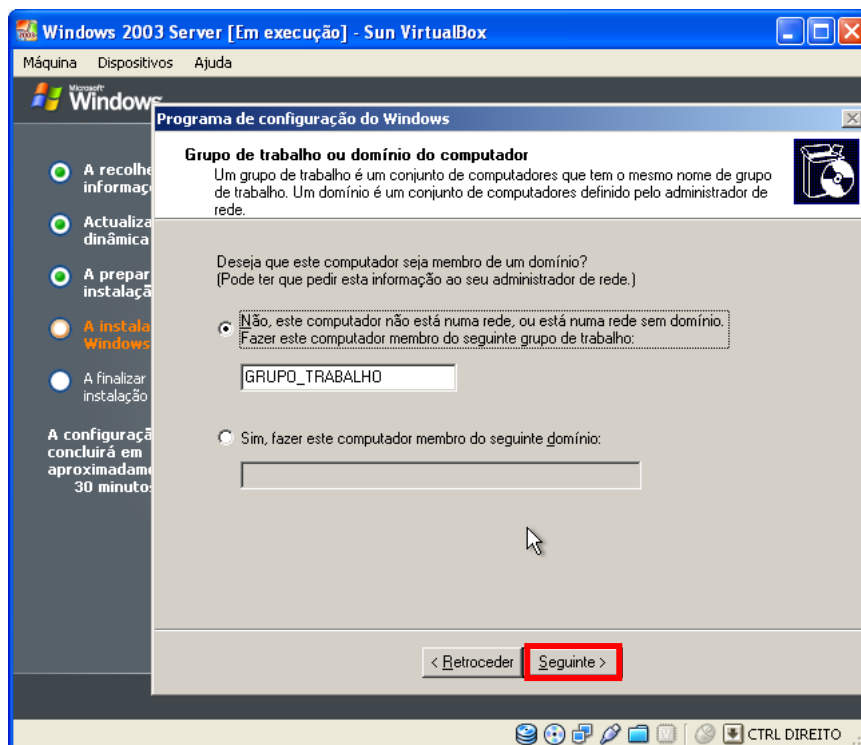 Windows 2003 Server [Em execução] - Sun VirtualBox
Máquina Dispositivos Ajuda
Microsoft
Windows
Programa de configuração do Windows
Grupo de trabalho ou domínio do computador
Um grupo de trabalho é um conjunto de computadores que tem o mesmo nome de grupo
de trabalho. Um domínio é um conjunto de computadores definido pelo administrador de
rede.
A recolhe
informaç
Actualiza
dinâmica
A prepar
instalaçã
A instala
Windows
A finalizar
instalação
A configuraçã
concluirá em
aproximadame
30 minutos
Deseja que este computador seja membro de um domínio?
(Pode ter que pedir esta informação ao seu administrador de rede.)
Não, este computador não está numa rede, ou está numa rede sem domínio.
Fazer este computador membro do seguinte grupo de trabalho:
GRUPO_TRABALHO
Sim, fazer este computador membro do seguinte domínio:
< Retroceder Seguinte >
CTRL DIREITO